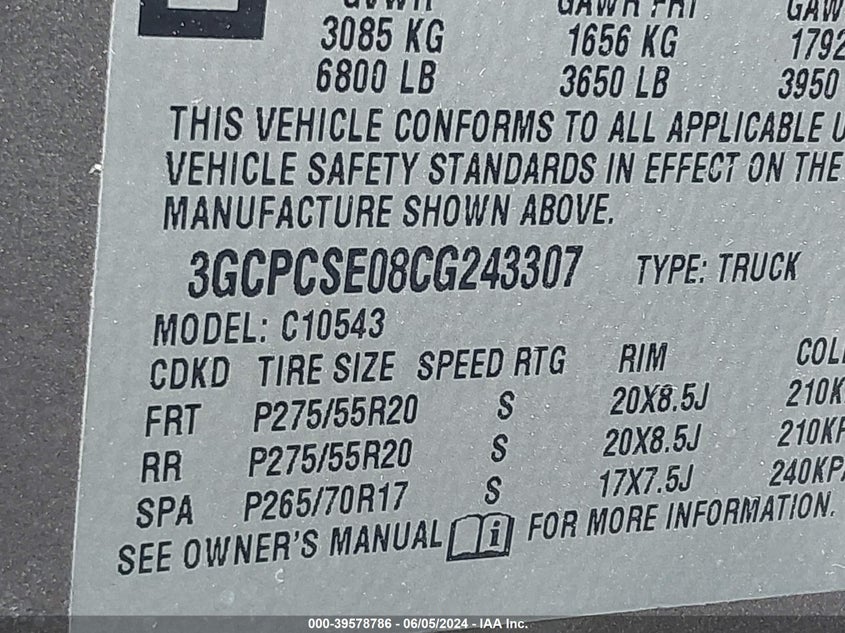 GVWR GAWR FRT GAW
3085 KG 1656 KG 1792
6800 LB 3650 LB 3950
THIS VEHICLE CONFORMS TO ALL APPLICABLE U
VEHICLE SAFETY STANDARDS IN EFFECT ON THE
MANUFACTURE SHOWN ABOVE.
3GCPCSE08CG243307 TYPE: TRUCK
MODEL: C10543
CDKD TIRE SIZE SPEED RTG RIM COL
FRT P275/55R20 S 20X8.5J 210K
RR P275/55R20 S 20X8.5J 210KP
SPA P265/70R17 S 17X7.5J 240KPA
SEE OWNER'S MANUAL FOR MORE INFORMATION.
000-39578786 - 06/05/2024 - IAA Inc.